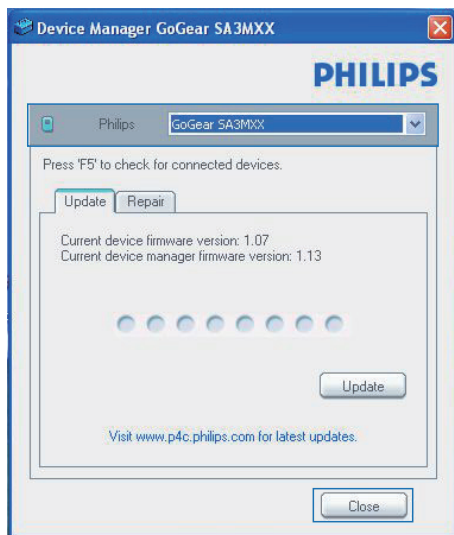 Device Manager GoGear SA3MXX
PHILIPS
Philips GoGear SA3MXX
Press 'F5' to check for connected devices.
Update Repair
Current device firmware version: 1.07
Current device manager firmware version: 1.13
Update
Visit www.p4c.philips.com for latest updates.
Close